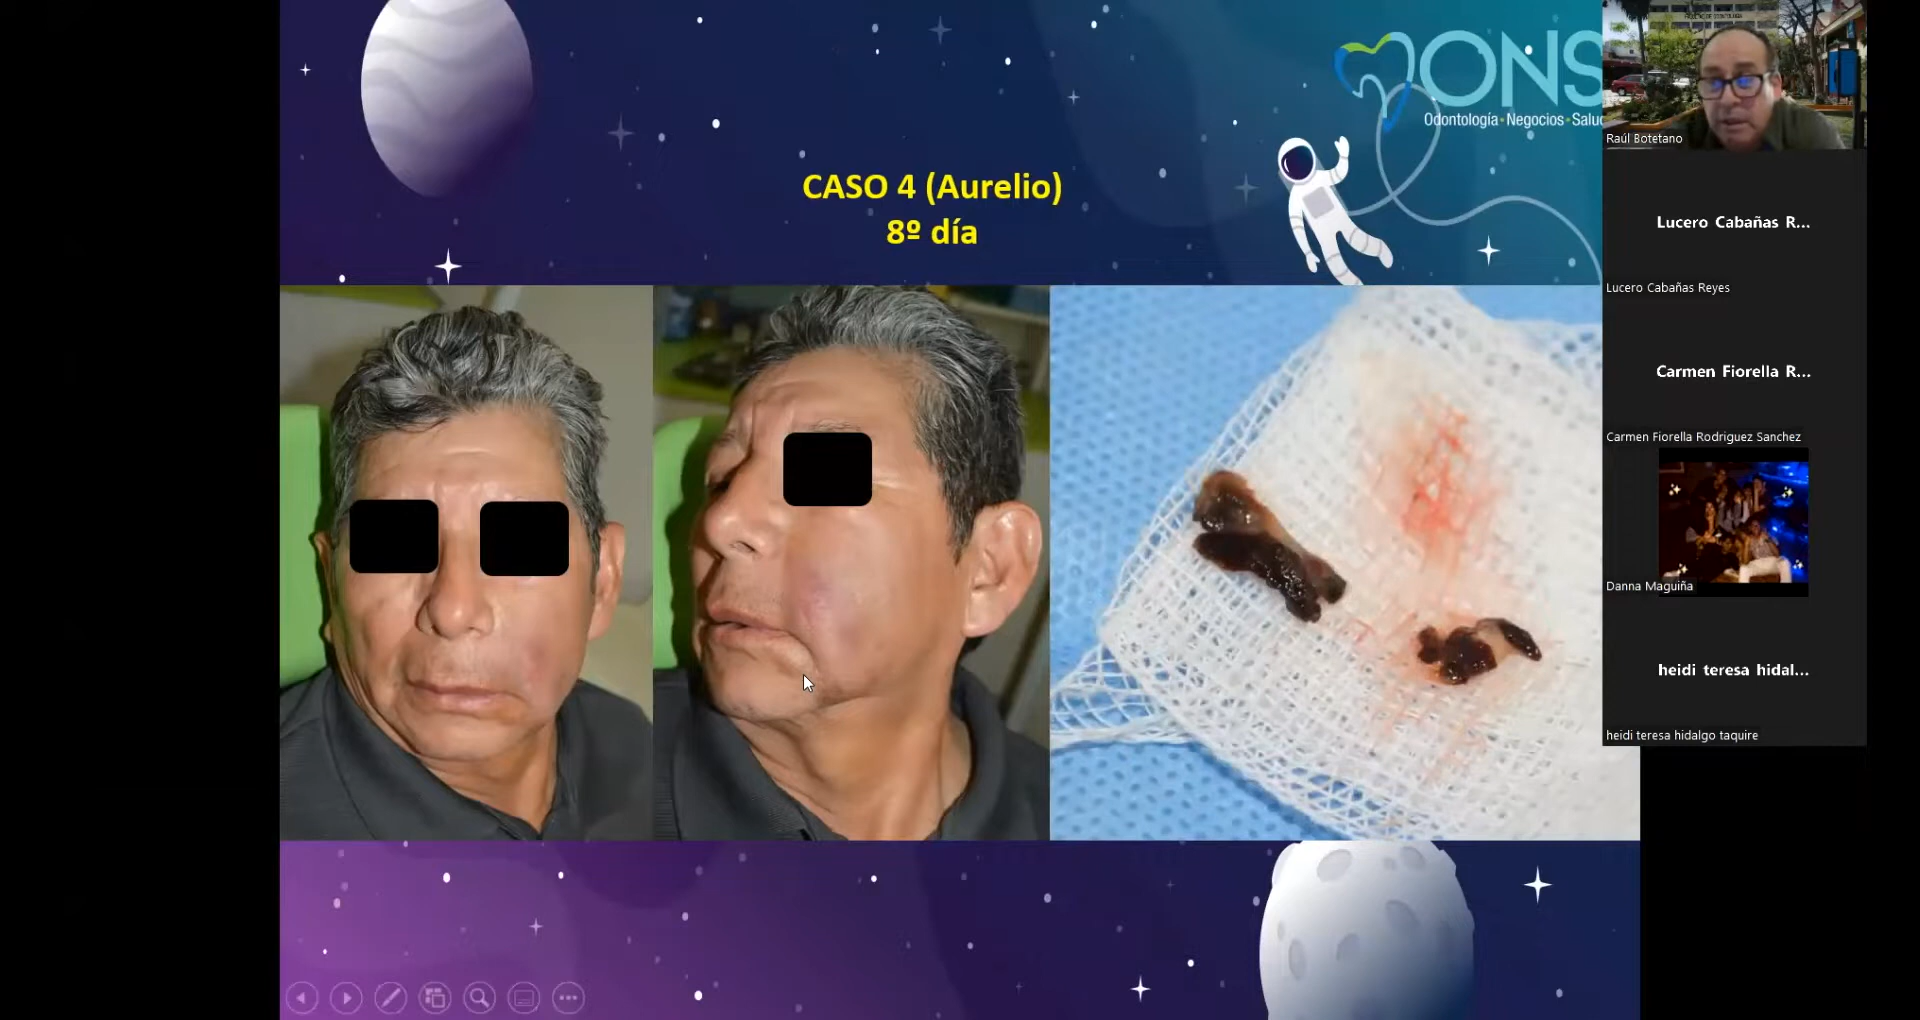 CASO 4 (Aurelio)
8º día
ONS
Odontología•Negocios•Saluc
Raúl Botetano
Lucero Cabañas R...
Lucero Cabañas Reyes
Carmen Fiorella R...
Carmen Fiorella Rodriguez Sanchez
Danna Maguiña
heidi teresa hidal...
heidi teresa hidalgo taquire